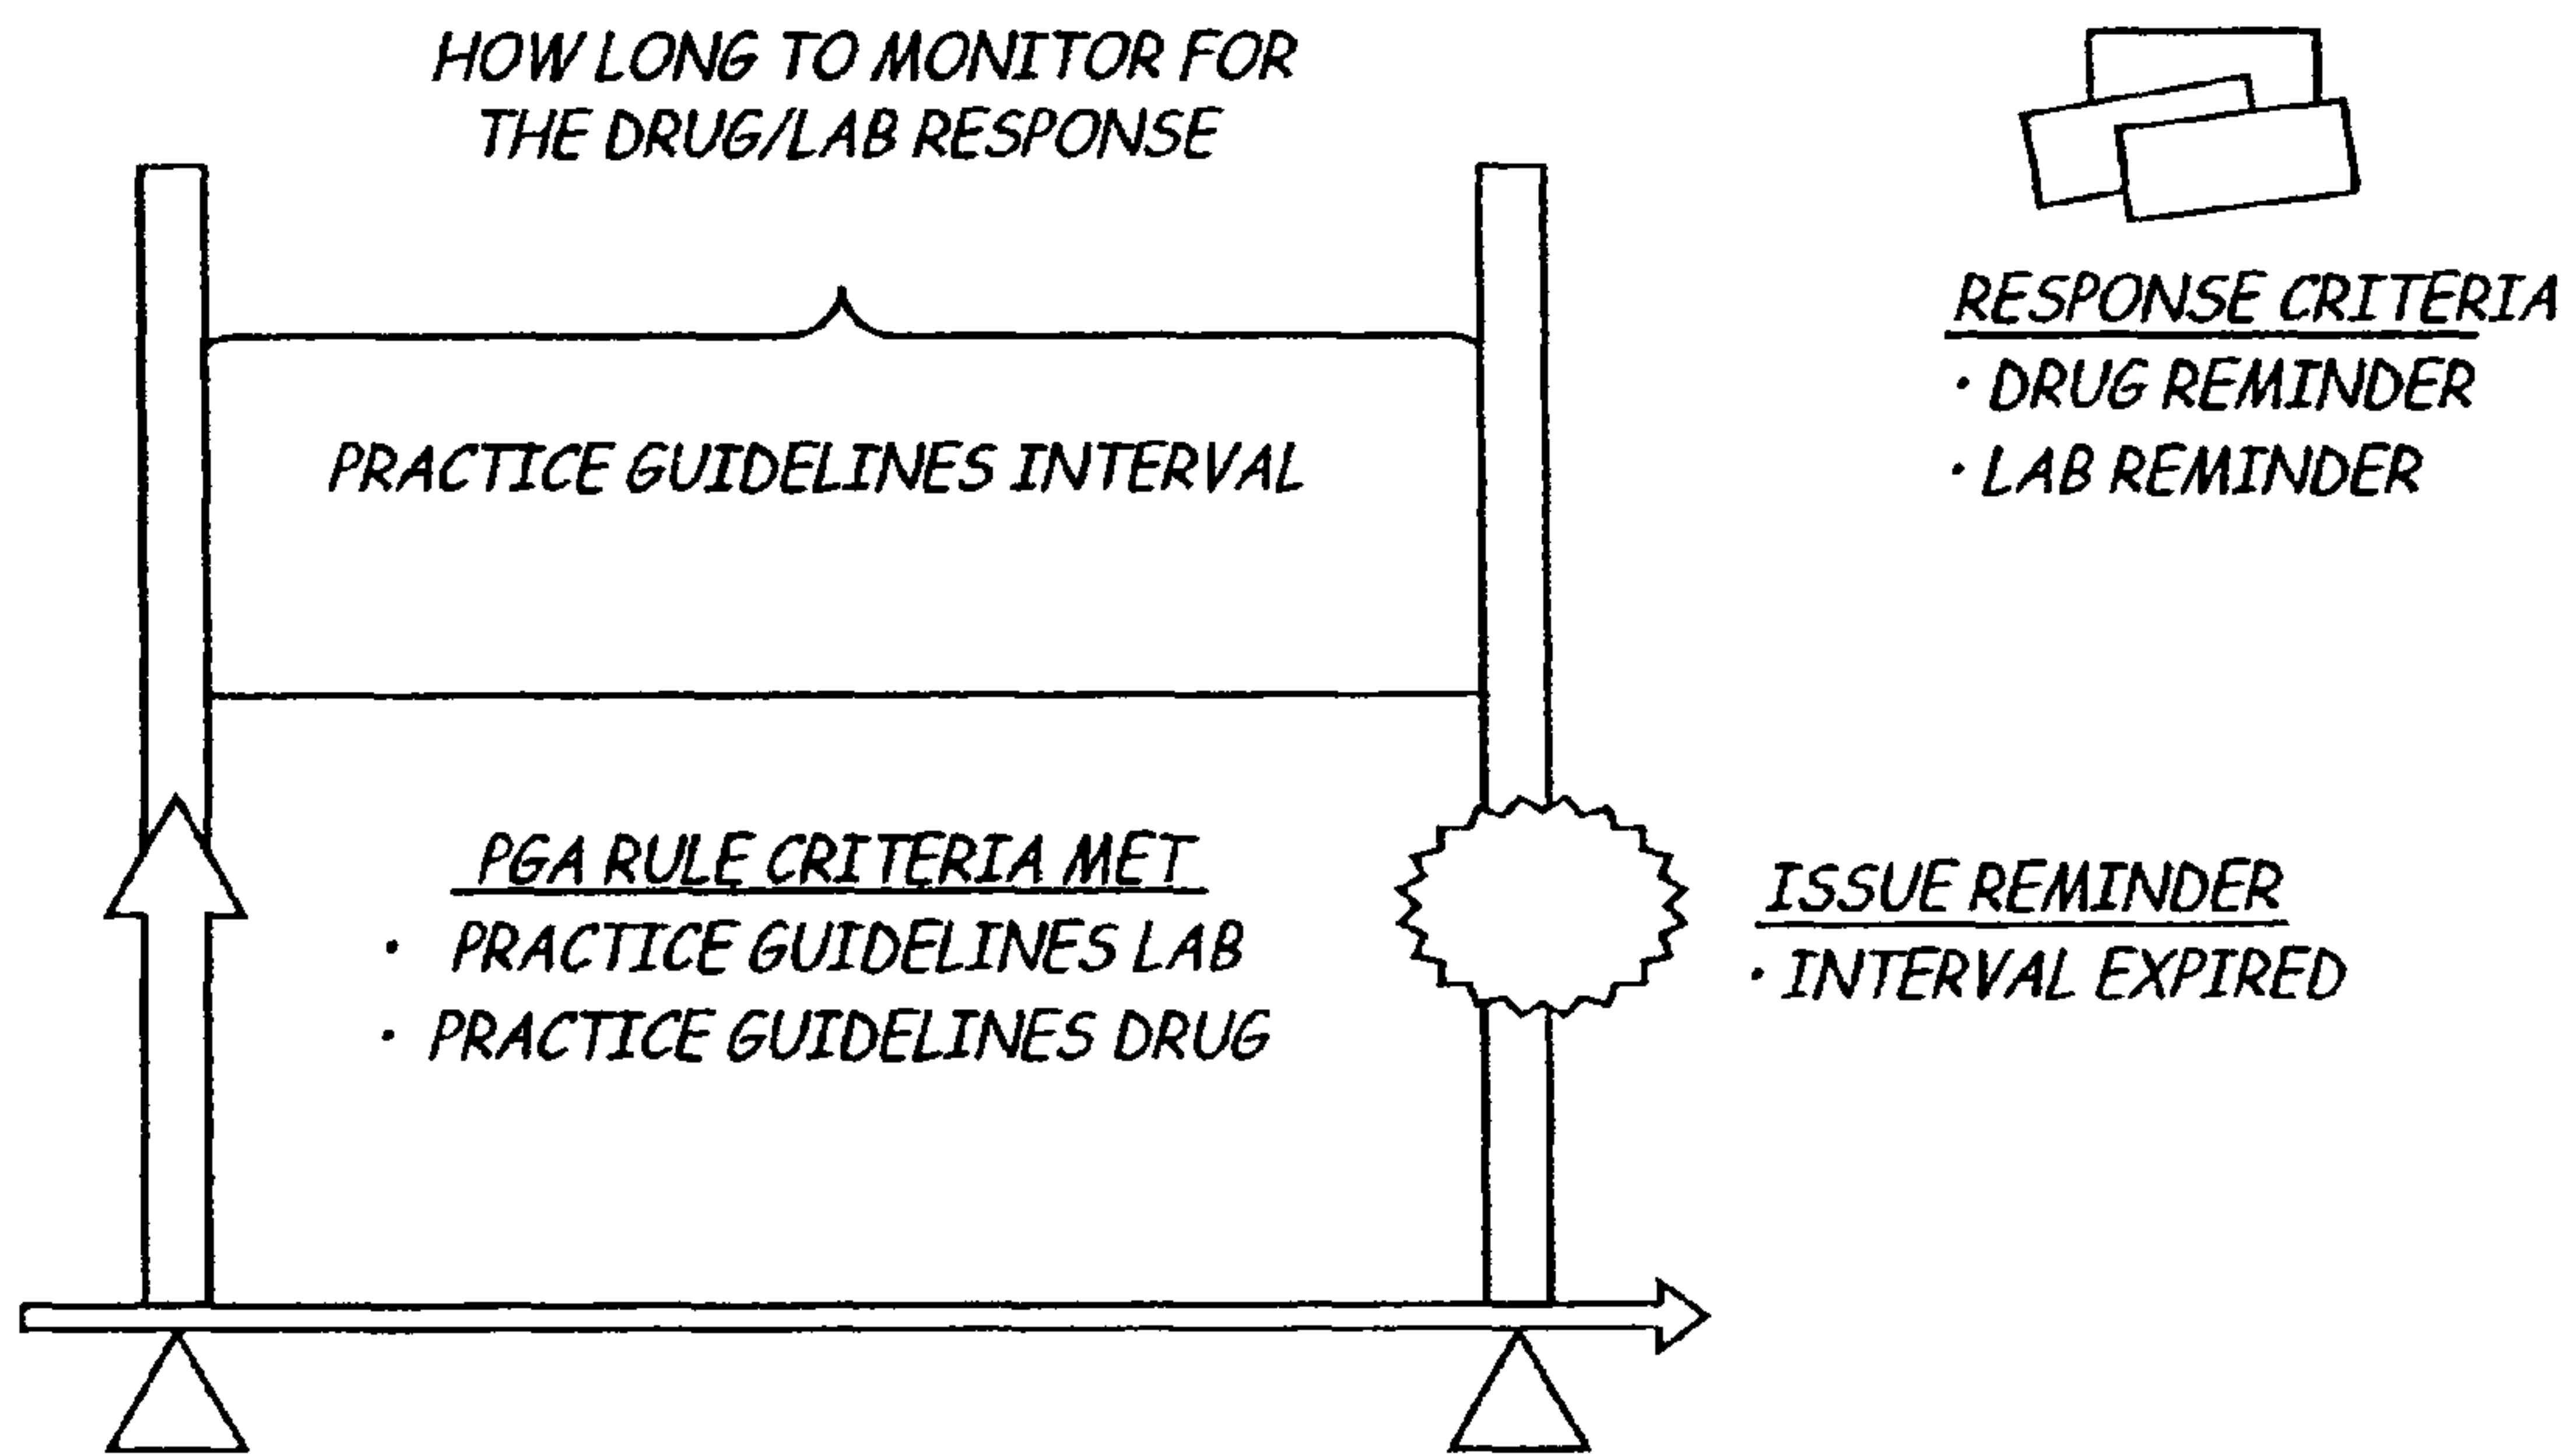 HOW LONG TO MONITOR FOR
THE DRUG/LAB RESPONSE
PRACTICE GUIDELINES INTERVAL
RESPONSE CRITERIA
· DRUG REMINDER
· LAB REMINDER
PGA RULE CRITERIA MET
· PRACTICE GUIDELINES LAB
· PRACTICE GUIDELINES DRUG
ISSUE REMINDER
· INTERVAL EXPIRED